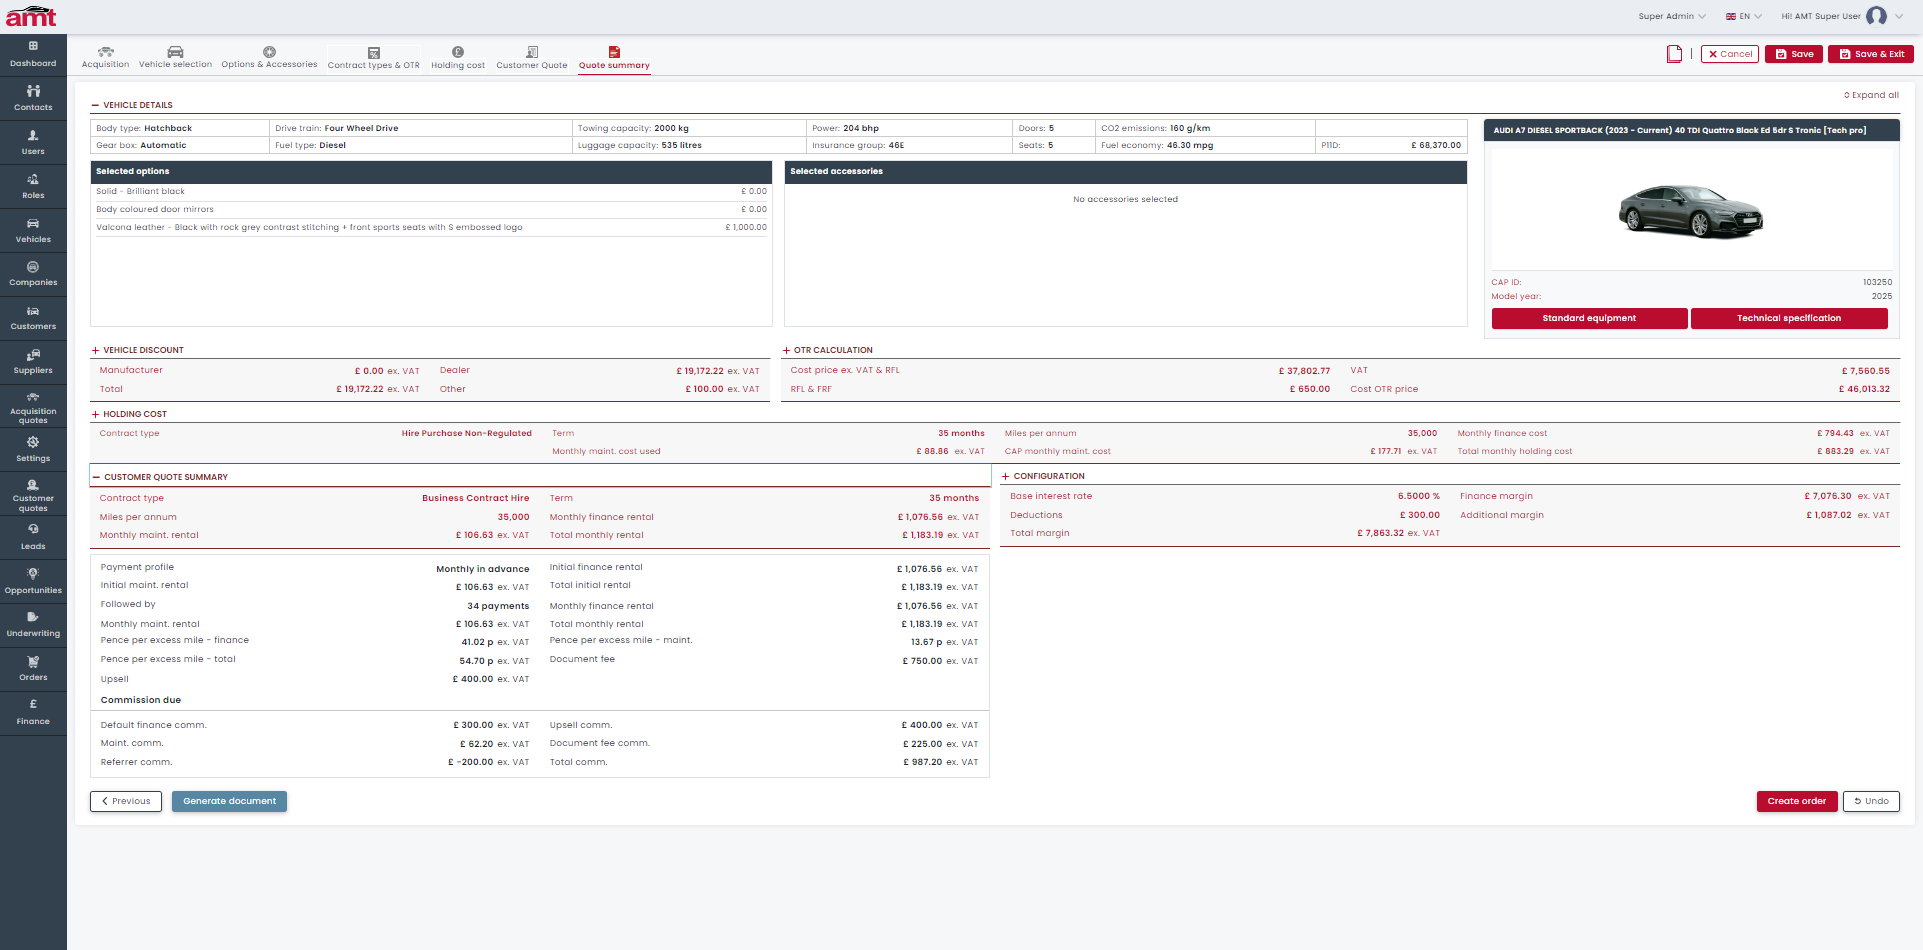 amt
Super Admin
EN
Hi! AMT Super User
Dashboard
Contacts
Users
Roles
Vehicles
Companies
Customers
Suppliers
Acquisition
quotes
Settings
Customer
quotes
Leads
Opportunities
Underwriting
Orders
Finance
Acquisition
Vehicle selection
Options & Accessories
Contract types & OTR
Holding cost
Customer Quote
Quote summary
Cancel
Save
Save & Exit
Expand all
VEHICLE DETAILS
Body type: Hatchback
Drive train: Four Wheel Drive
Towing capacity: 2000 kg
Power: 204 bhp
Doors: 5
CO2 emissions: 160 g/km
Gear box: Automatic
Fuel type: Diesel
Luggage capacity: 535 litres
Insurance group: 46E
Seats: 5
Fuel economy: 46.30 mpg
P11D: £ 68,370.00
Selected options
Solid - Brilliant black £ 0.00
Body coloured door mirrors £ 0.00
Valcona leather - Black with rock grey contrast stitching + front sports seats with S embossed logo £ 1,000.00
Selected accessories
No accessories selected
AUDI A7 DIESEL SPORTBACK (2023 - Current) 40 TDI Quattro Black Ed 5dr S Tronic [Tech pro]
CAP ID: 103250
Model year: 2025
Standard equipment
Technical specification
VEHICLE DISCOUNT
Manufacturer £ 0.00 ex. VAT Dealer £ 19,172.22 ex. VAT
Total £ 19,172.22 ex. VAT Other £ 100.00 ex. VAT
OTR CALCULATION
Cost price ex. VAT & RFL £ 37,802.77 VAT £ 7,560.55
RFL & FRF £ 650.00 Cost OTR price £ 46,013.32
HOLDING COST
Contract type Hire Purchase Non-Regulated Term 35 months Miles per annum 35,000 Monthly finance cost £ 794.43 ex. VAT
Monthly maint. cost used £ 88.86 ex. VAT CAP monthly maint. cost £ 177.71 ex. VAT Total monthly holding cost £ 883.29 ex. VAT
CUSTOMER QUOTE SUMMARY
Contract type Business Contract Hire Term 35 months
Miles per annum 35,000 Monthly finance rental £ 1,076.56 ex. VAT
Monthly maint. rental £ 106.63 ex. VAT Total monthly rental £ 1,183.19 ex. VAT
CONFIGURATION
Base interest rate 6.5000 % Finance margin £ 7,076.30 ex. VAT
Deductions £ 300.00 Additional margin £ 1,087.02 ex. VAT
Total margin £ 7,863.32 ex. VAT
Payment profile Monthly in advance Initial finance rental £ 1,076.56 ex. VAT
Initial maint. rental £ 106.63 ex. VAT Total initial rental £ 1,183.19 ex. VAT
Followed by 34 payments Monthly finance rental £ 1,076.56 ex. VAT
Monthly maint. rental £ 106.63 ex. VAT Total monthly rental £ 1,183.19 ex. VAT
Pence per excess mile - finance 41.02 p ex. VAT Pence per excess mile - maint. 13.67 p ex. VAT
Pence per excess mile - total 54.70 p ex. VAT Document fee £ 750.00 ex. VAT
Upsell £ 400.00 ex. VAT
Commission due
Default finance comm. £ 300.00 ex. VAT Upsell comm. £ 400.00 ex. VAT
Maint. comm. £ 62.20 ex. VAT Document fee comm. £ 225.00 ex. VAT
Referrer comm. £ -200.00 ex. VAT Total comm. £ 987.20 ex. VAT
Previous
Generate document
Create order
Undo